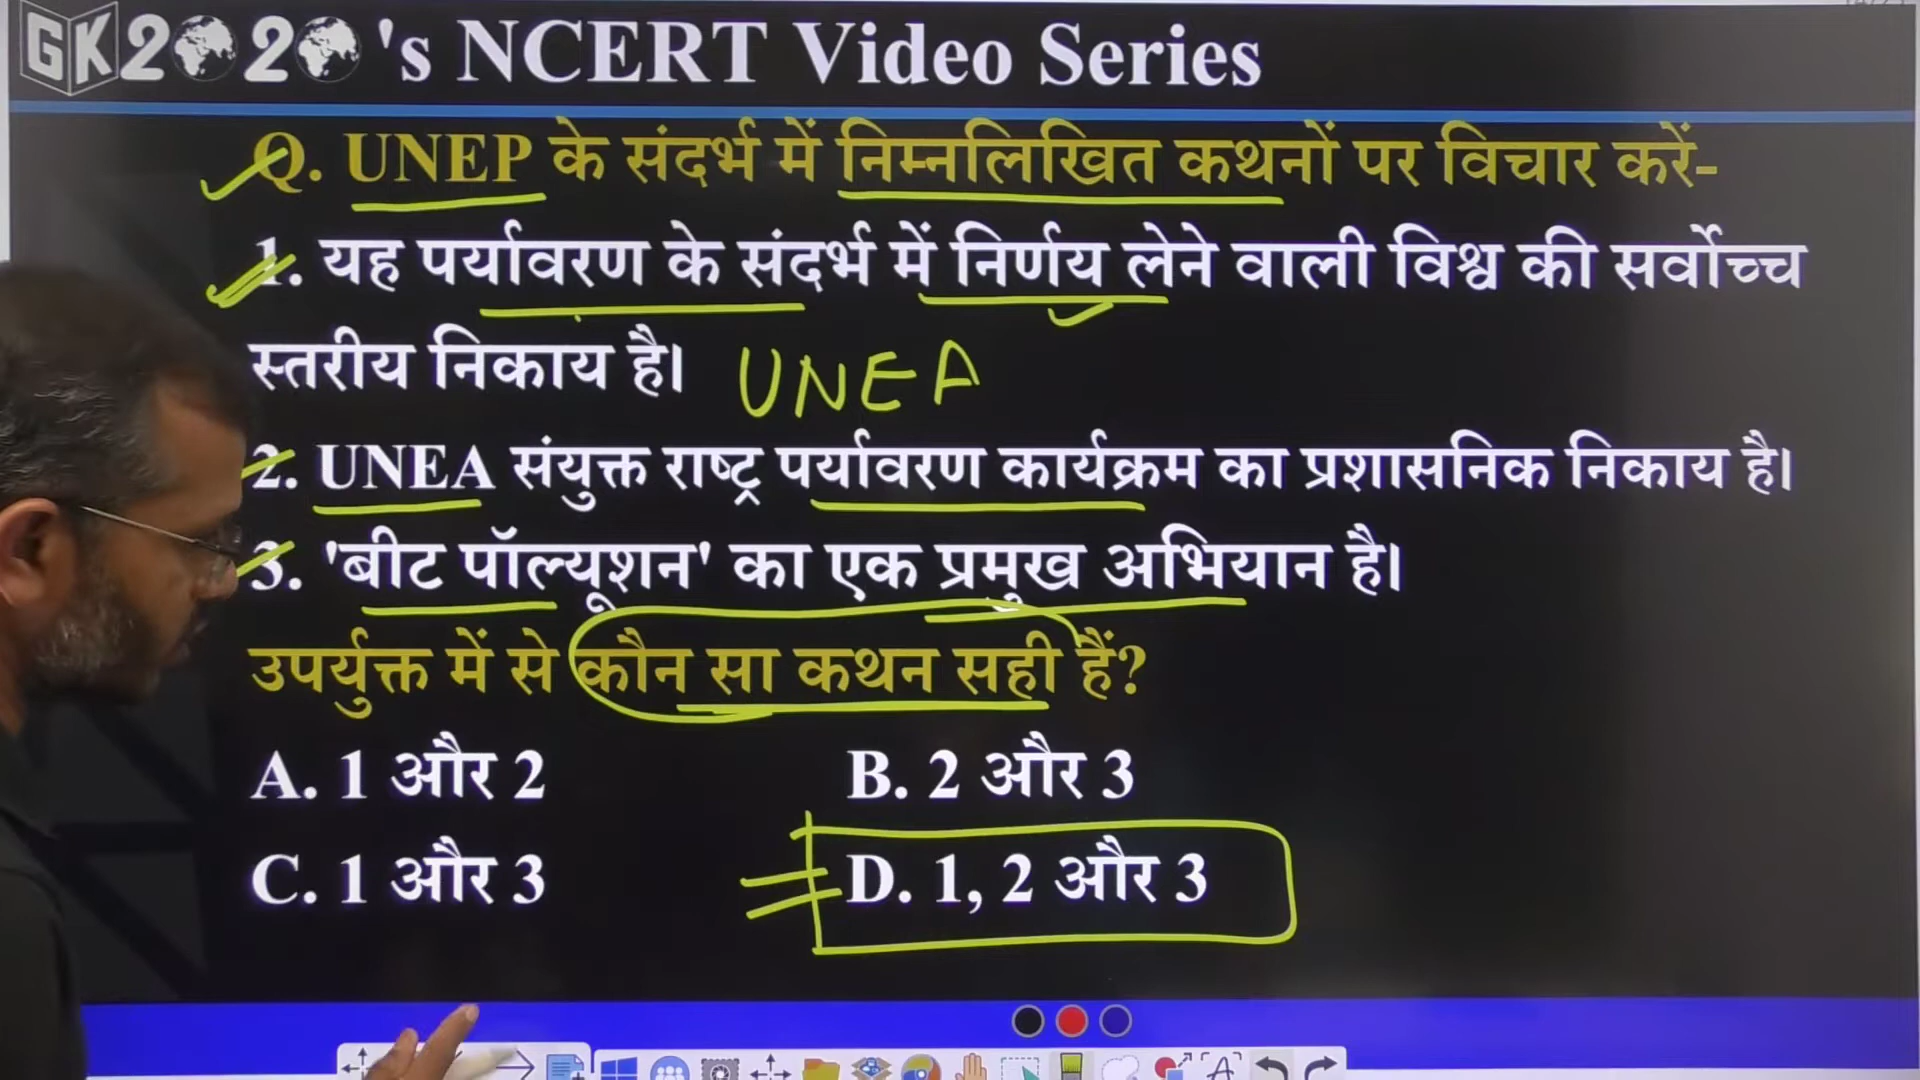 GK2020's NCERT Video Series
Q. UNEP के संदर्भ में निम्नलिखित कथनों पर विचार करें-
1. यह पर्यावरण के संदर्भ में निर्णय लेने वाली विश्व की सर्वोच्च
स्तरीय निकाय है। UNEA
2. UNEA संयुक्त राष्ट्र पर्यावरण कार्यक्रम का प्रशासनिक निकाय है।
3. 'बीट पॉल्यूशन' का एक प्रमुख अभियान है।
उपर्युक्त में से कौन सा कथन सही हैं?
A. 1 और 2 B. 2 और 3
C. 1 और 3 D. 1, 2 और 3